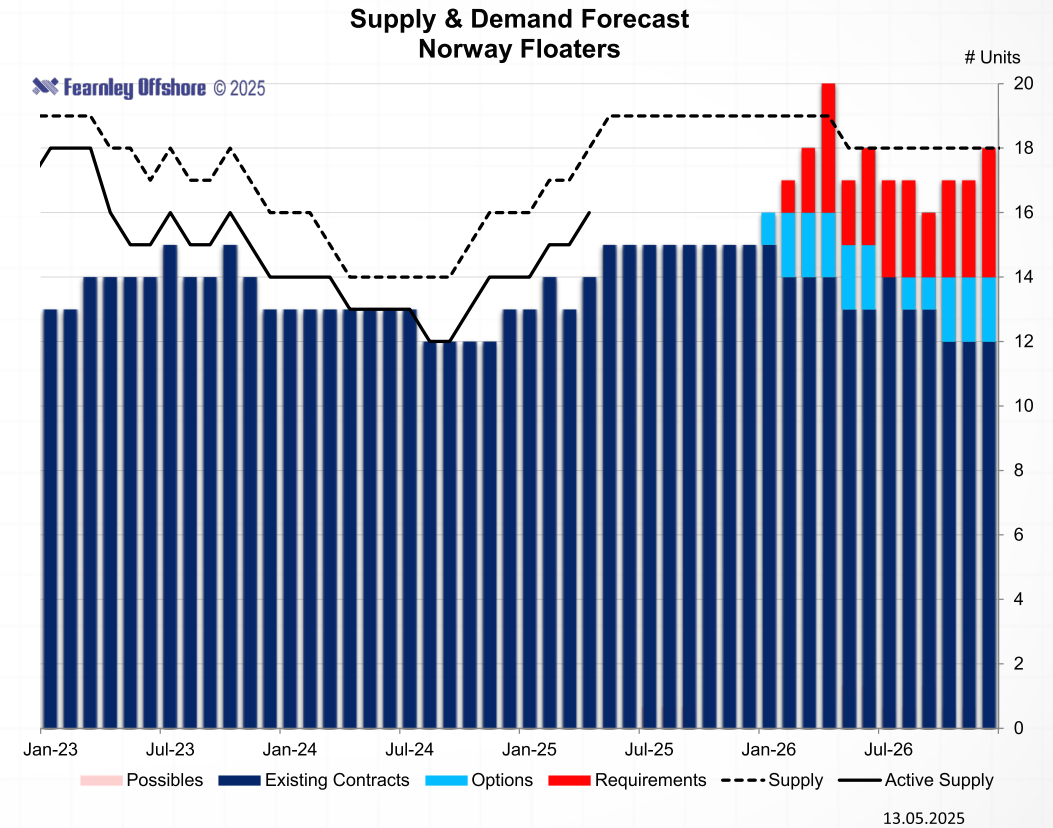 Supply & Demand Forecast
Norway Floaters
# Units
Fearnley Offshore © 2025
20
18
16
14
12
10
8
6
4
2
0
Jan-23 Jul-23 Jan-24 Jul-24 Jan-25 Jul-25 Jan-26 Jul-26
Possibles Existing Contracts Options Requirements Supply Active Supply
13.05.2025